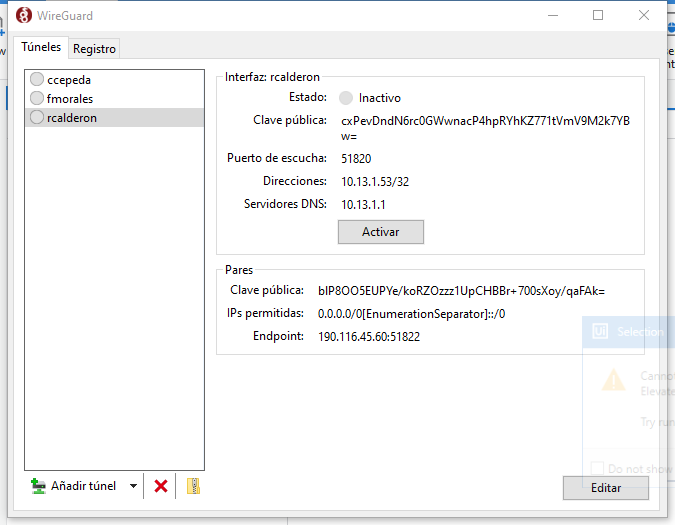 WireGuard
Túneles
Registro
ccepeda
fmorales
rcalderon
Interfaz: rcalderon
Estado: Inactivo
Clave pública: cxPevDndN6rc0GWwnacP4hpRYhKZ771tVmV9M2k7YB
w=
Puerto de escucha: 51820
Direcciones: 10.13.1.53/32
Servidores DNS: 10.13.1.1
Activar
Pares
Clave pública: bIP8OO5EUPYe/koRZOzzz1UpCHBBr+700sXoy/qaFAk=
IPs permitidas: 0.0.0.0/0[EnumerationSeparator]::/0
Endpoint: 190.116.45.60:51822
Ui Selection
Cannot
Elevate
Try run
Do not show
Añadir túnel
Editar